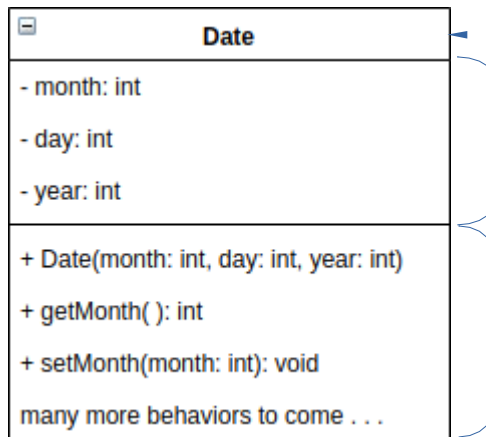 Date
- month: int
- day: int
- year: int
+ Date(month: int, day: int, year: int)
+ getMonth( ): int
+ setMonth(month: int): void
many more behaviors to come . . .